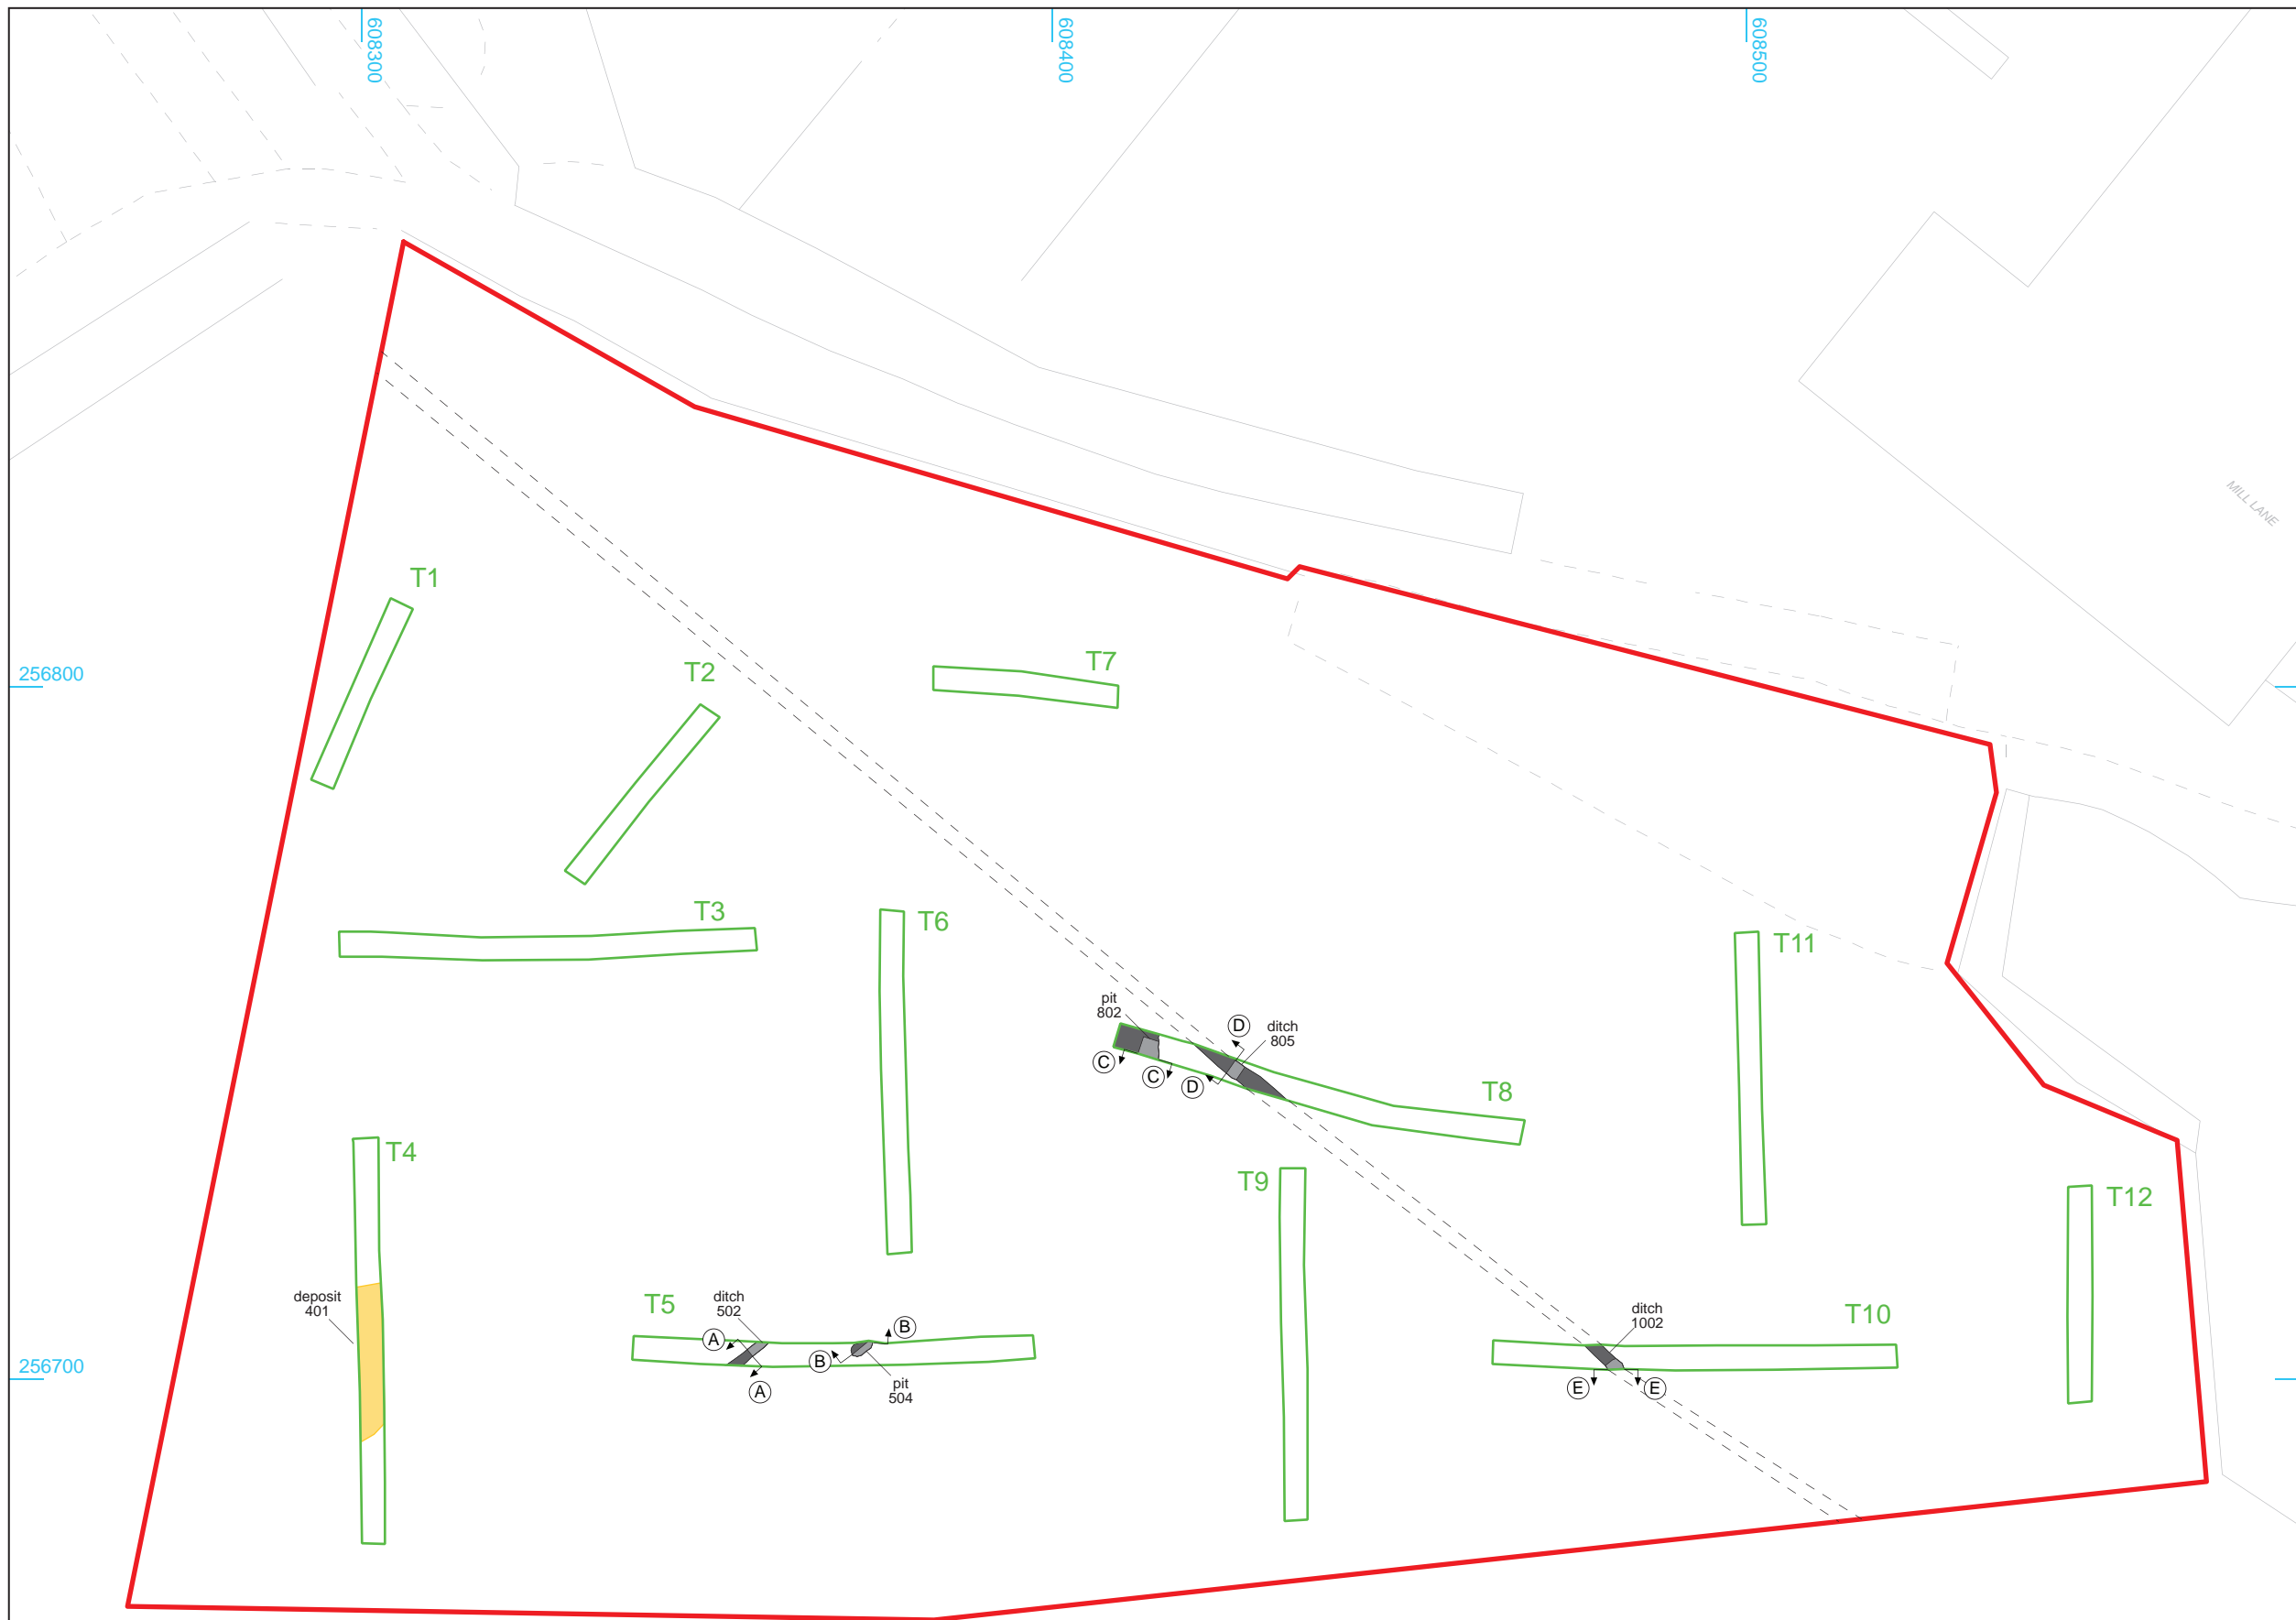 608300
608400
608500
MILL LANE
T1
256800
T2
T7
T3
T6
T11
pit
802
D
ditch
805
C
C
D
T8
T4
T9
T12
deposit
401
T5
ditch
502
A
B
B
A
pit
504
ditch
1002
T10
256700
E
E